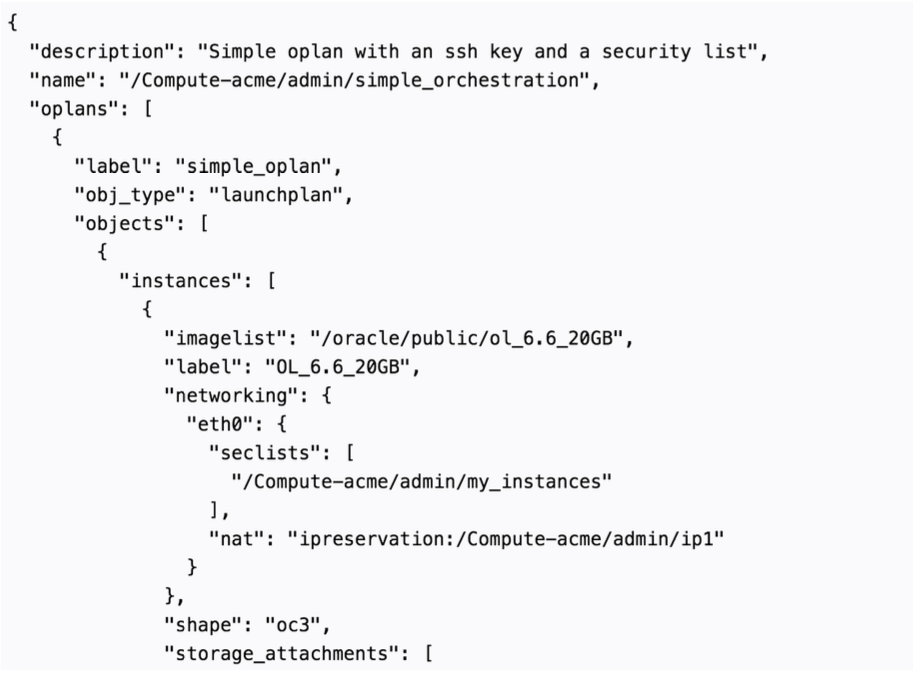 {
  "description": "Simple oplan with an ssh key and a security list",
  "name": "/Compute-acme/admin/simple_orchestration",
  "oplans": [
    {
      "label": "simple_oplan",
      "obj_type": "launchplan",
      "objects": [
        {
          "instances": [
            {
              "imagelist": "/oracle/public/ol_6.6_20GB",
              "label": "OL_6.6_20GB",
              "networking": {
                "eth0": {
                  "seclists": [
                    "/Compute-acme/admin/my_instances"
                  ],
                  "nat": "ipreservation:/Compute-acme/admin/ip1"
                }
              },
              "shape": "oc3",
              "storage_attachments": [